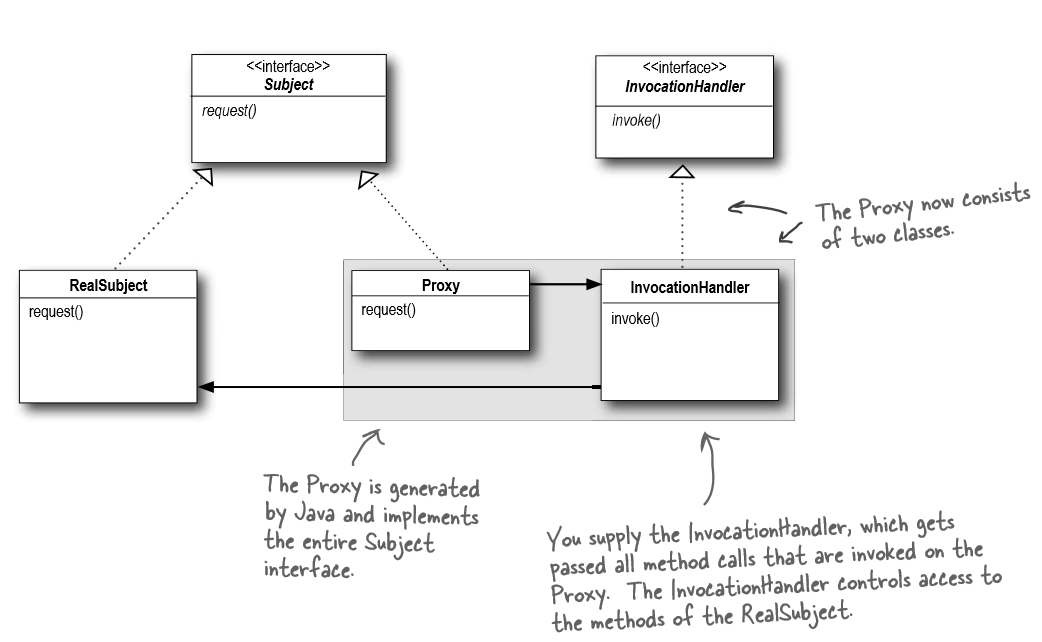 <<interface>>
Subject
request()
<<interface>>
InvocationHandler
invoke()
The Proxy now consists
of two classes.
RealSubject
request()
Proxy
request()
InvocationHandler
invoke()
The Proxy is generated
by Java and implements
the entire Subject
interface.
You supply the InvocationHandler, which gets
passed all method calls that are invoked on the
Proxy. The InvocationHandler controls access to
the methods of the RealSubject.